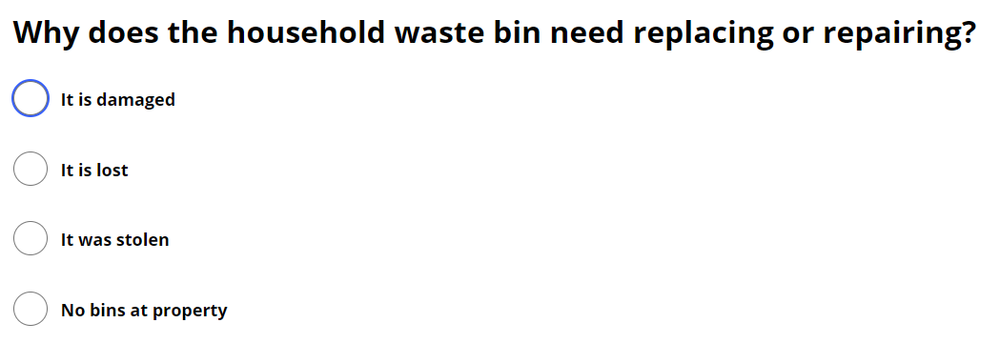 Why does the household waste bin need replacing or repairing?
It is damaged
It is lost
It was stolen
No bins at property